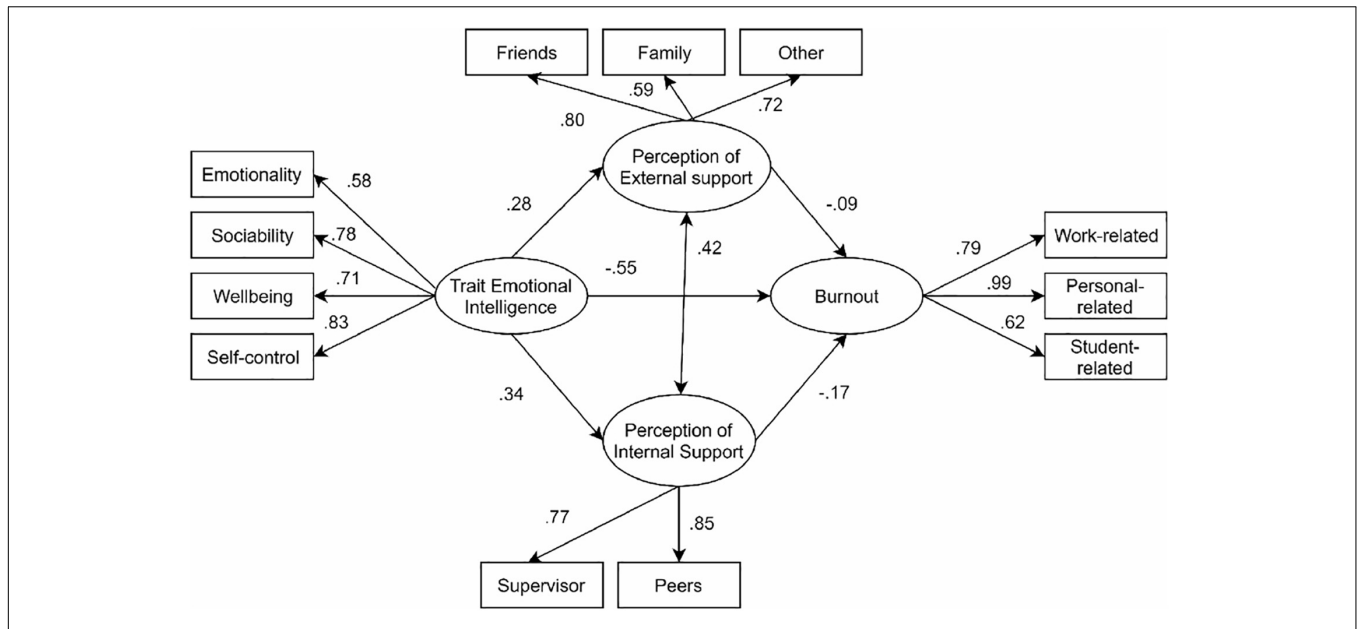 Friends
Family
Other
.59
.72
.80
Perception of
External support
Emotionality
.58
.28
-.09
Sociability
.78
.42
.79
Work-related
Wellbeing
.71
Trait Emotional
Intelligence
-.55
Burnout
.99
Personal-
related
Self-control
.83
.62
Student-
related
.34
-.17
Perception of
Internal Support
.77
.85
Supervisor
Peers